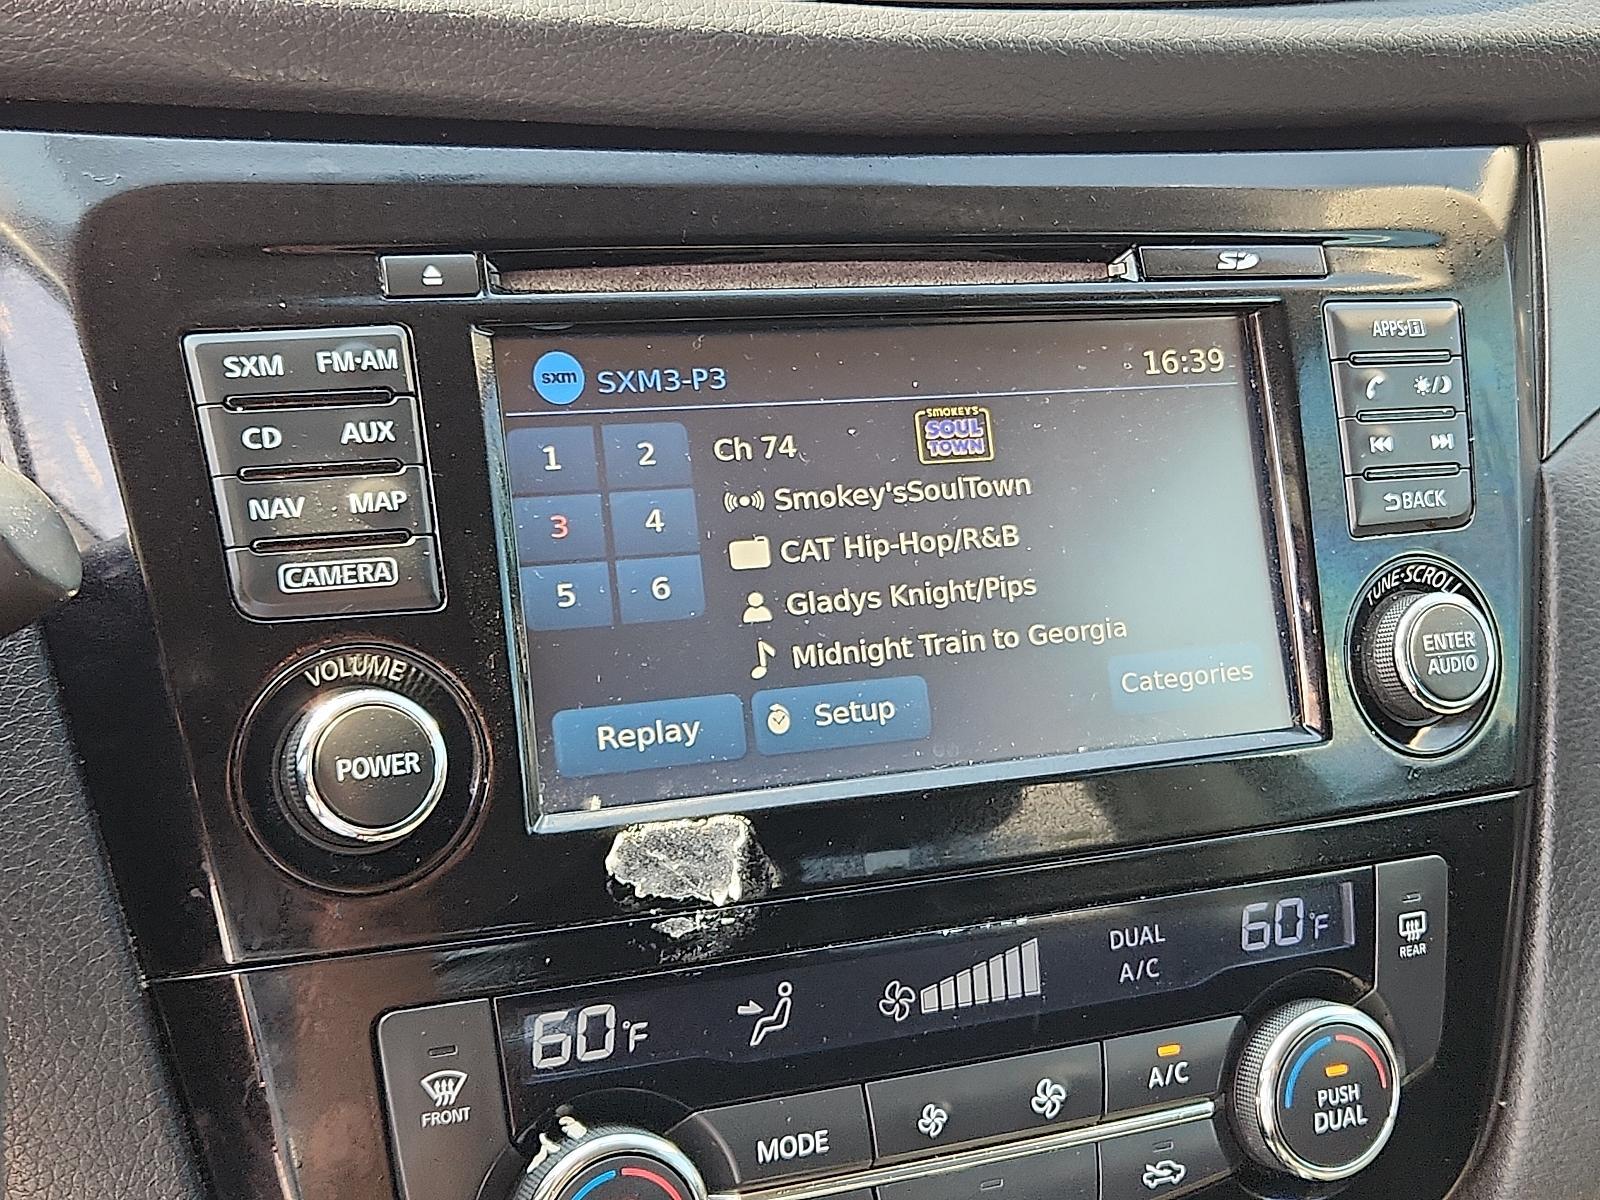 SD
SXM FM·AM
CD AUX
NAV MAP
CAMERA
VOLUME
POWER
sxm SXM3-P3 16:39
1 2
3 4
5 6
Ch 74
SMOKEY'S
SOUL
TOWN
Smokey'sSoulTown
CAT Hip-Hop/R&B
Gladys Knight/Pips
Midnight Train to Georgia
Categories
Replay Setup
APPS·i
BACK
TUNE·SCROLL
ENTER
AUDIO
60°F
DUAL
A/C
60°F
REAR
FRONT
MODE
A/C
PUSH
DUAL